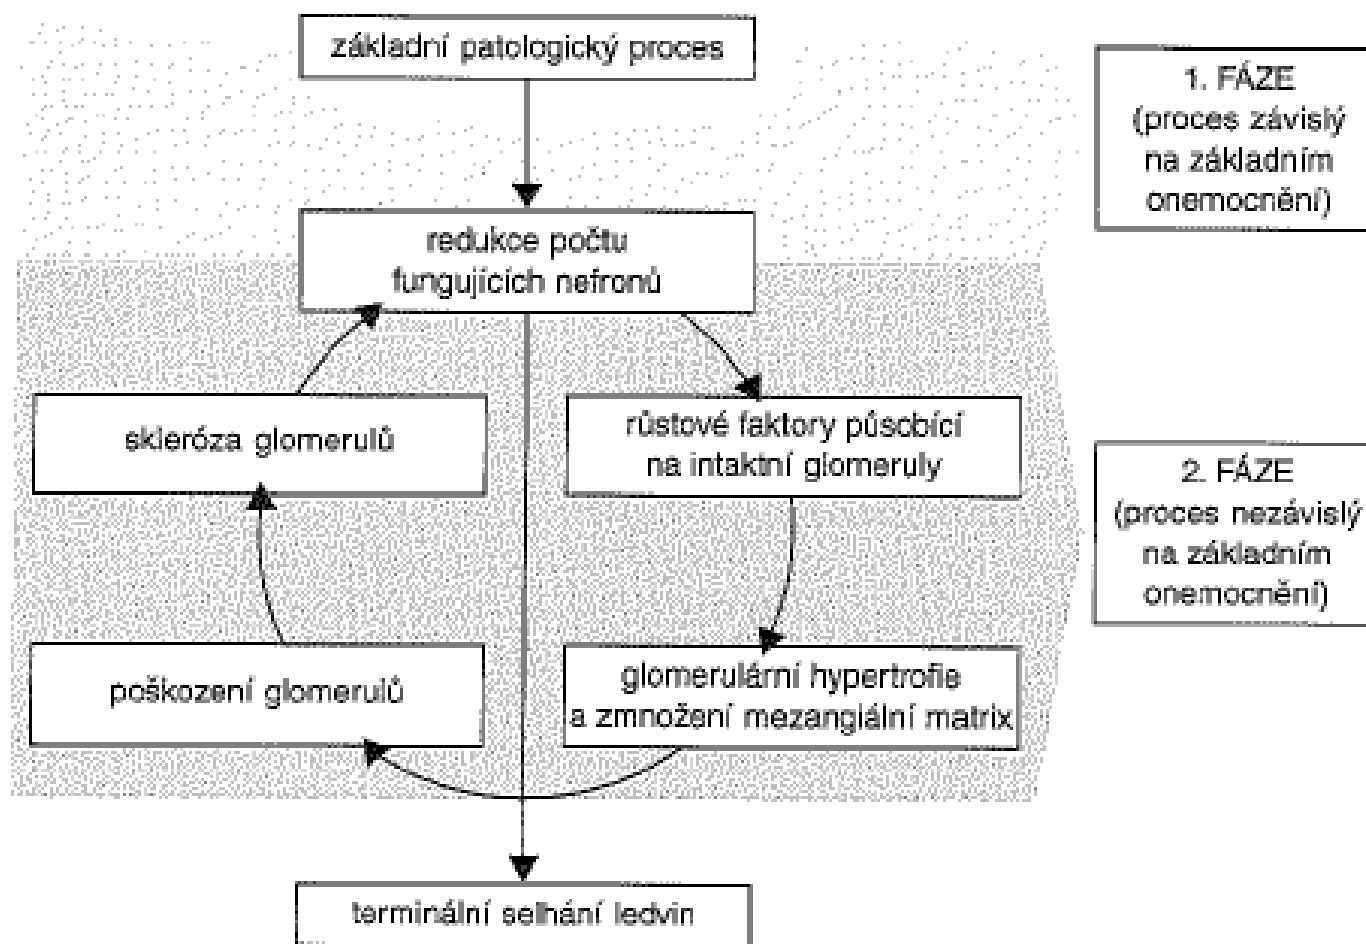 základní patologický proces
1. FÁZE
(proces závislý
na základním
onemocnění)
redukce počtu
fungujících nefronů
skleróza glomerulů
růstové faktory působící
na intaktní glomeruly
2. FÁZE
(proces nezávislý
na základním
onemocnění)
poškození glomerulů
glomerulární hypertrofie
a zmnožení mezangiální matrix
terminální selhání ledvin